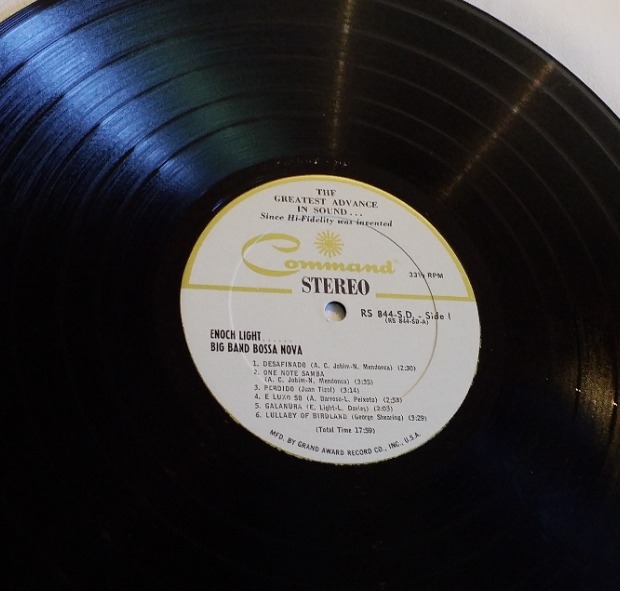 THE
GREATEST ADVANCE
IN SOUND...
Since Hi-Fidelity was invented
Command
33⅓ RPM
STEREO
RS 844-S.D. - Side 1
(RS 844-SD-A)
ENOCH LIGHT......
BIG BAND BOSSA NOVA
1. DESAFINADO (A. C. Jobim-N. Mendonca) (2:30)
2. ONE NOTE SAMBA
(A. C. Jobim-N. Mendonca) (3:35)
3. PERDIDO (Juan Tizol) (3:14)
4. E LUXO SO (A. Barroso-L. Peixoto) (2:58)
5. GALANURA (E. Light-L. Davies) (2:03)
6. LULLABY OF BIRDLAND (George Shearing) (3:29)
(Total Time 17:59)
MFD. BY GRAND AWARD RECORD CO., INC., U.S.A.